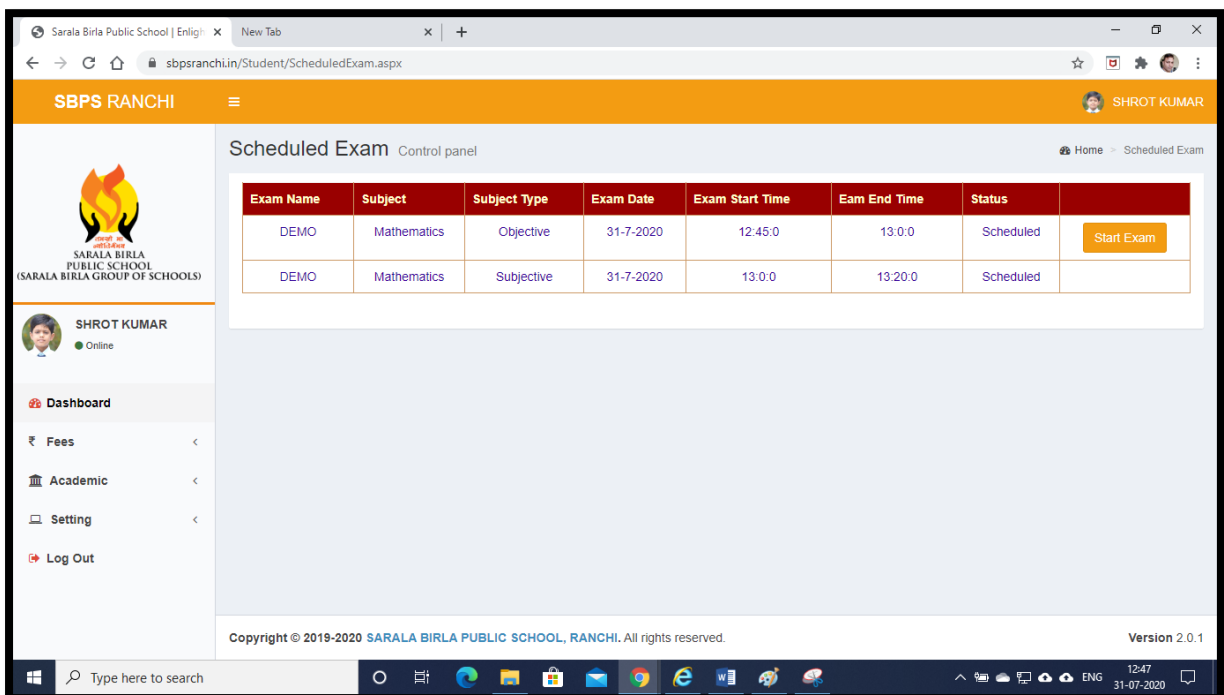 Sarala Birla Public School | Enligh
New Tab
sbpsranchi.in/Student/ScheduledExam.aspx
SBPS RANCHI
SHROT KUMAR
Scheduled Exam Control panel
Home > Scheduled Exam
Exam Name Subject Subject Type Exam Date Exam Start Time Eam End Time Status
DEMO Mathematics Objective 31-7-2020 12:45:0 13:0:0 Scheduled Start Exam
DEMO Mathematics Subjective 31-7-2020 13:0:0 13:20:0 Scheduled
SARALA BIRLA
PUBLIC SCHOOL
(SARALA BIRLA GROUP OF SCHOOLS)
SHROT KUMAR
Online
Dashboard
₹ Fees
Academic
Setting
Log Out
Copyright © 2019-2020 SARALA BIRLA PUBLIC SCHOOL, RANCHI. All rights reserved.
Version 2.0.1
Type here to search
ENG
12:47
31-07-2020